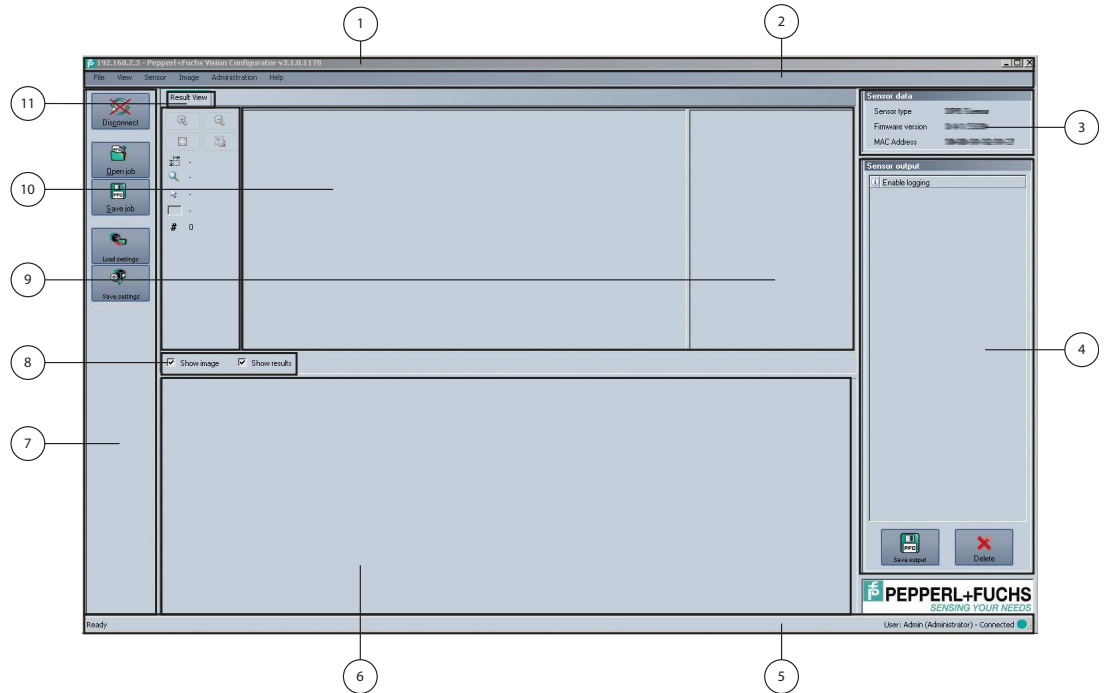 1
2
192.168.2.3 - Pepperl+Fuchs Vision Configurator v3.1.0.1178
File View Sensor Image Administration Help
11
Result View
Sensor data
Disconnect
Sensor type
Firmware version
3
MAC Address
Open job
Sensor output
Enable logging
10
Save job
-
-
-
-
# 0
Load settings
9
Save settings
8
Show image Show results
4
7
PFC
Save output Delete
PEPPERL+FUCHS
SENSING YOUR NEEDS
Ready
User: Admin (Administrator) - Connected
6
5